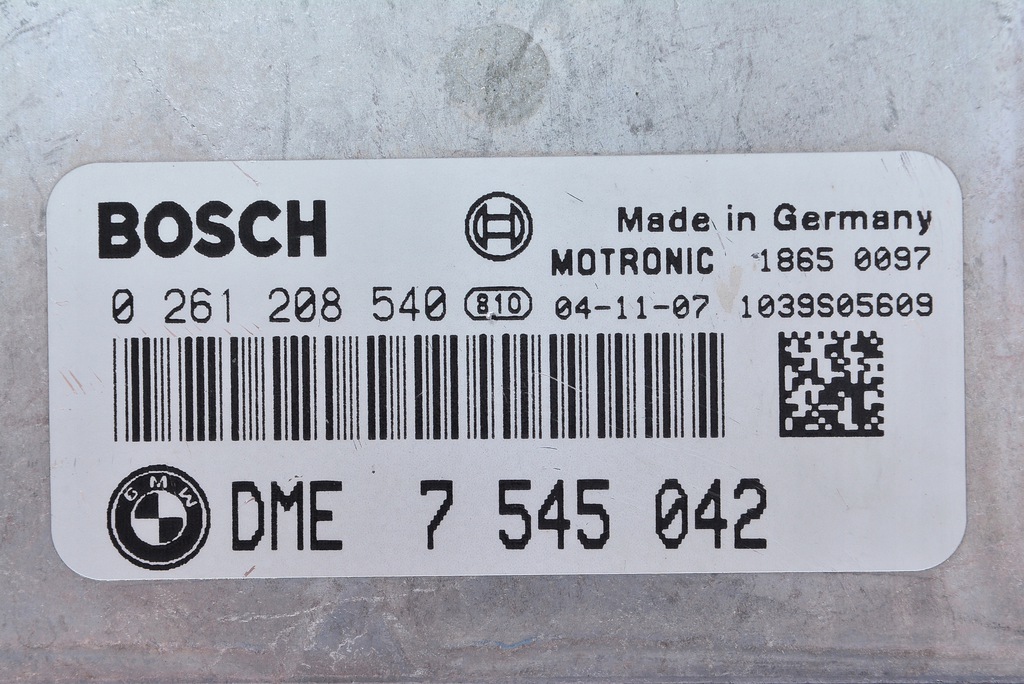 BOSCH
Made in Germany
MOTRONIC 1865 0097
0 261 208 540 810 04-11-07 1039S05609
BMW
DME 7 545 042